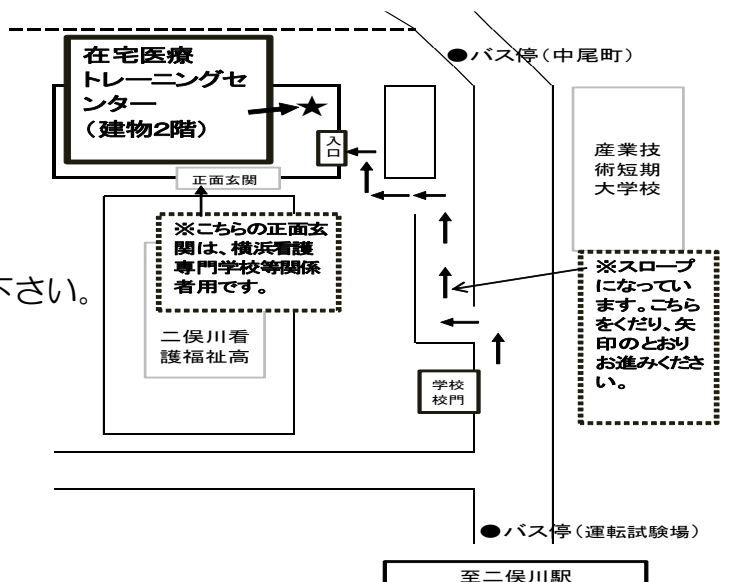 在宅医療
トレーニングセ
ンター
（建物2階）
★
●バス停（中尾町）
入
口
正面玄関
産業技
術短期
大学校
※こちらの正面玄
関は、横浜看護
専門学校等関係
者用です。
下さい。
※スロープ
になってい
ます。こちら
をくだり、矢
印のとおり
お進みくださ
い。
二俣川看
護福祉高
学校
校門
●バス停（運転試験場）
至二俣川駅